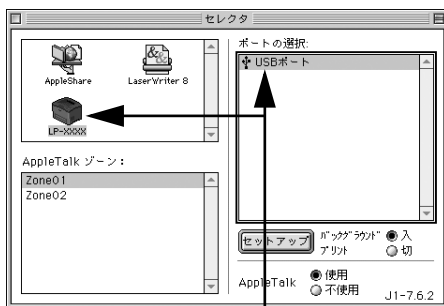 セレクタ
AppleShare
LaserWriter 8
LP-XXXX
AppleTalk ゾーン：
Zone01
Zone02
ポートの選択:
USBポート
セットアップ
バックグラウンド
プリント
入
切
AppleTalk
使用
不使用
J1-7.6.2